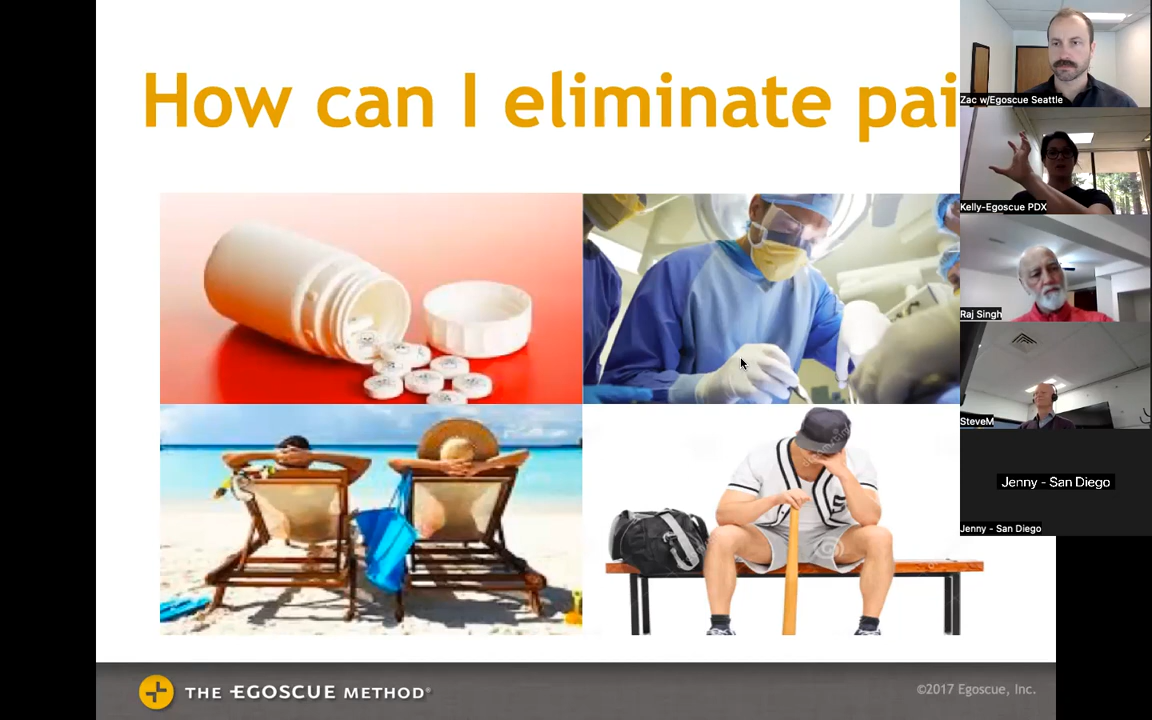 How can I eliminate pai
Zac w/Egoscue Seattle
Kelly-Egoscue PDX
Raj Singh
SteveM
Jenny - San Diego
Jenny - San Diego
S
THE EGOSCUE METHOD®
©2017 Egoscue, Inc.